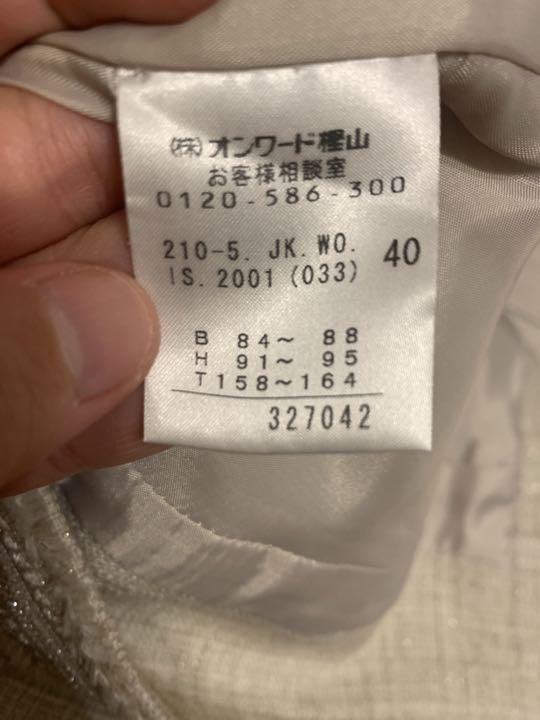 (株)オンワード樫山
お客様相談室
0120-586-300
210-5. JK. WO.
IS. 2001 (033) 40
B 84～ 88
H 91～ 95
T 158～164
327042